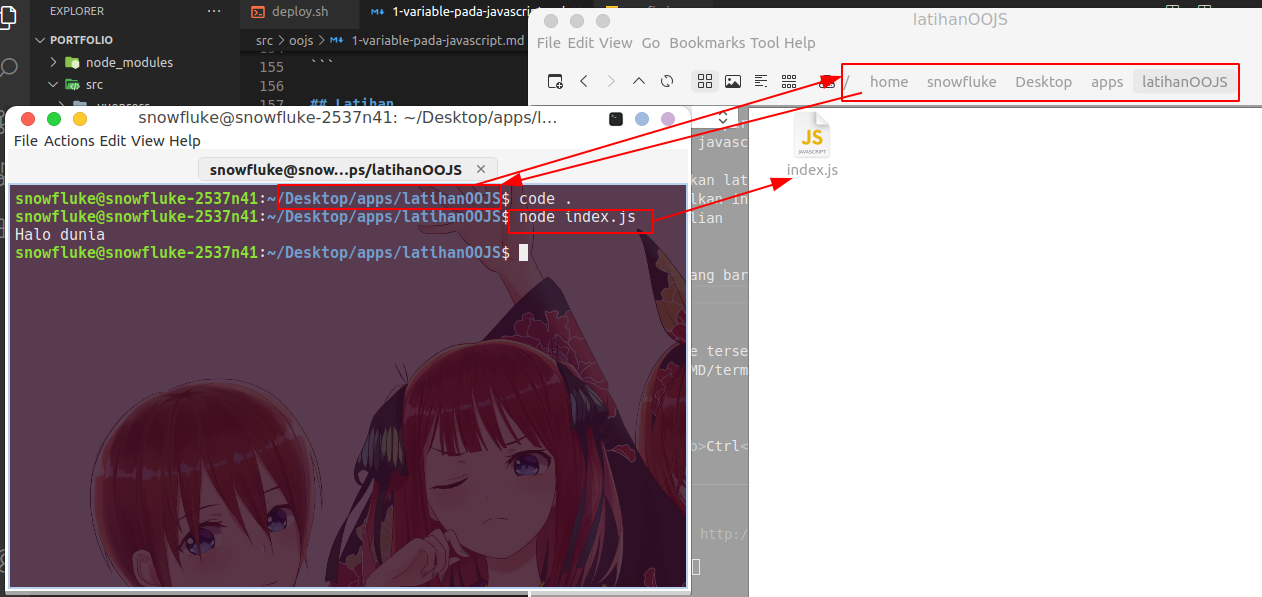 EXPLORER
...
PORTFOLIO
node_modules
src
deploy.sh
1-variable-pada-javascript
src > oojs > 1-variable-pada-javascript.md
155 ```
156
157 ## Latihan
latihanOOJS
File Edit View Go Bookmarks Tool Help
/ home snowfluke Desktop apps latihanOOJS
JS
JAVASCRIPT
index.js
snowfluke@snowfluke-2537n41: ~/Desktop/apps/l...
File Actions Edit View Help
snowfluke@snow...ps/latihanOOJS ×
snowfluke@snowfluke-2537n41:~/Desktop/apps/latihanOOJS$ code .
snowfluke@snowfluke-2537n41:~/Desktop/apps/latihanOOJS$ node index.js
Halo dunia
snowfluke@snowfluke-2537n41:~/Desktop/apps/latihanOOJS$
javasc
kan lat
lkan in
lian
ang bar
e terse
MD/term
b>Ctrl<
http:/